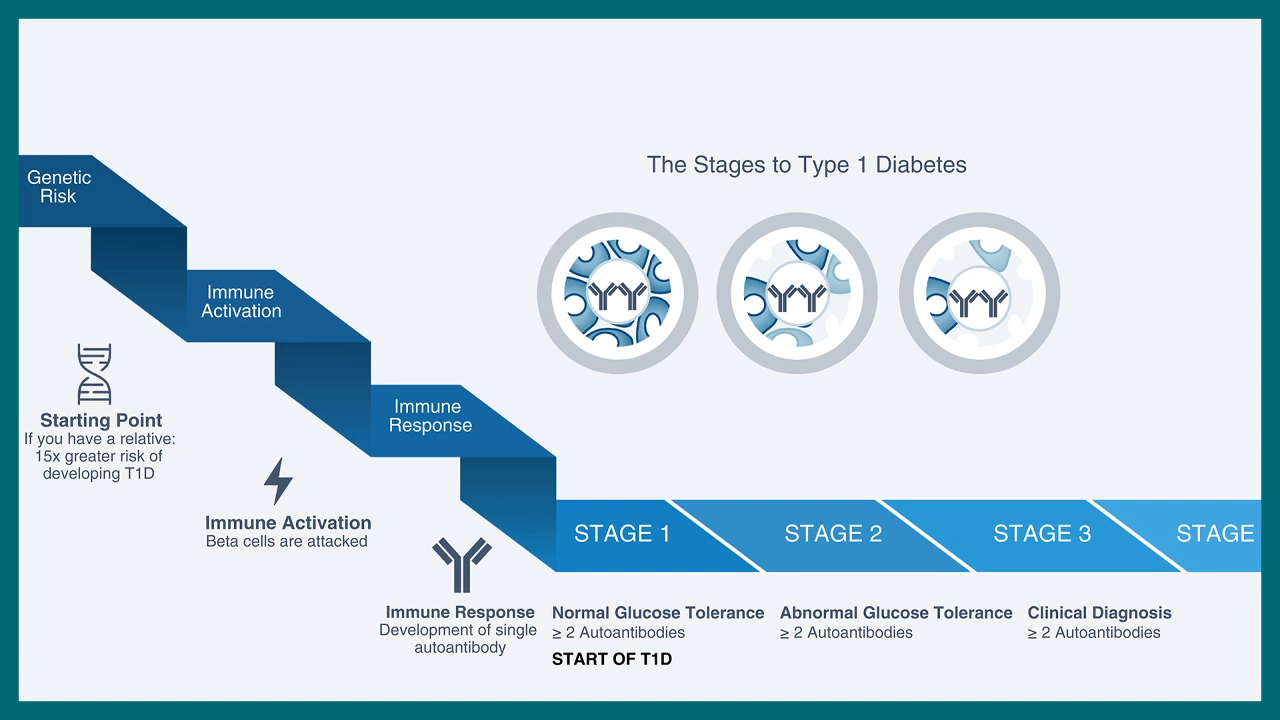 The Stages to Type 1 Diabetes
Genetic
Risk
Immune
Activation
Immune
Response
Starting Point
If you have a relative:
15x greater risk of
developing T1D
Immune Activation
Beta cells are attacked
Immune Response
Development of single
autoantibody
STAGE 1
STAGE 2
STAGE 3
STAGE
Normal Glucose Tolerance
≥ 2 Autoantibodies
START OF T1D
Abnormal Glucose Tolerance
≥ 2 Autoantibodies
Clinical Diagnosis
≥ 2 Autoantibodies